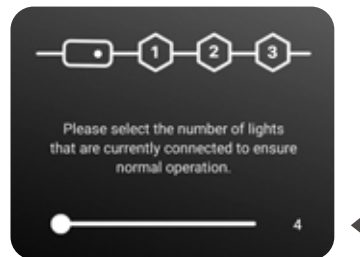 1 2 3
Please select the number of lights
that are currently connected to ensure
normal operation.
4